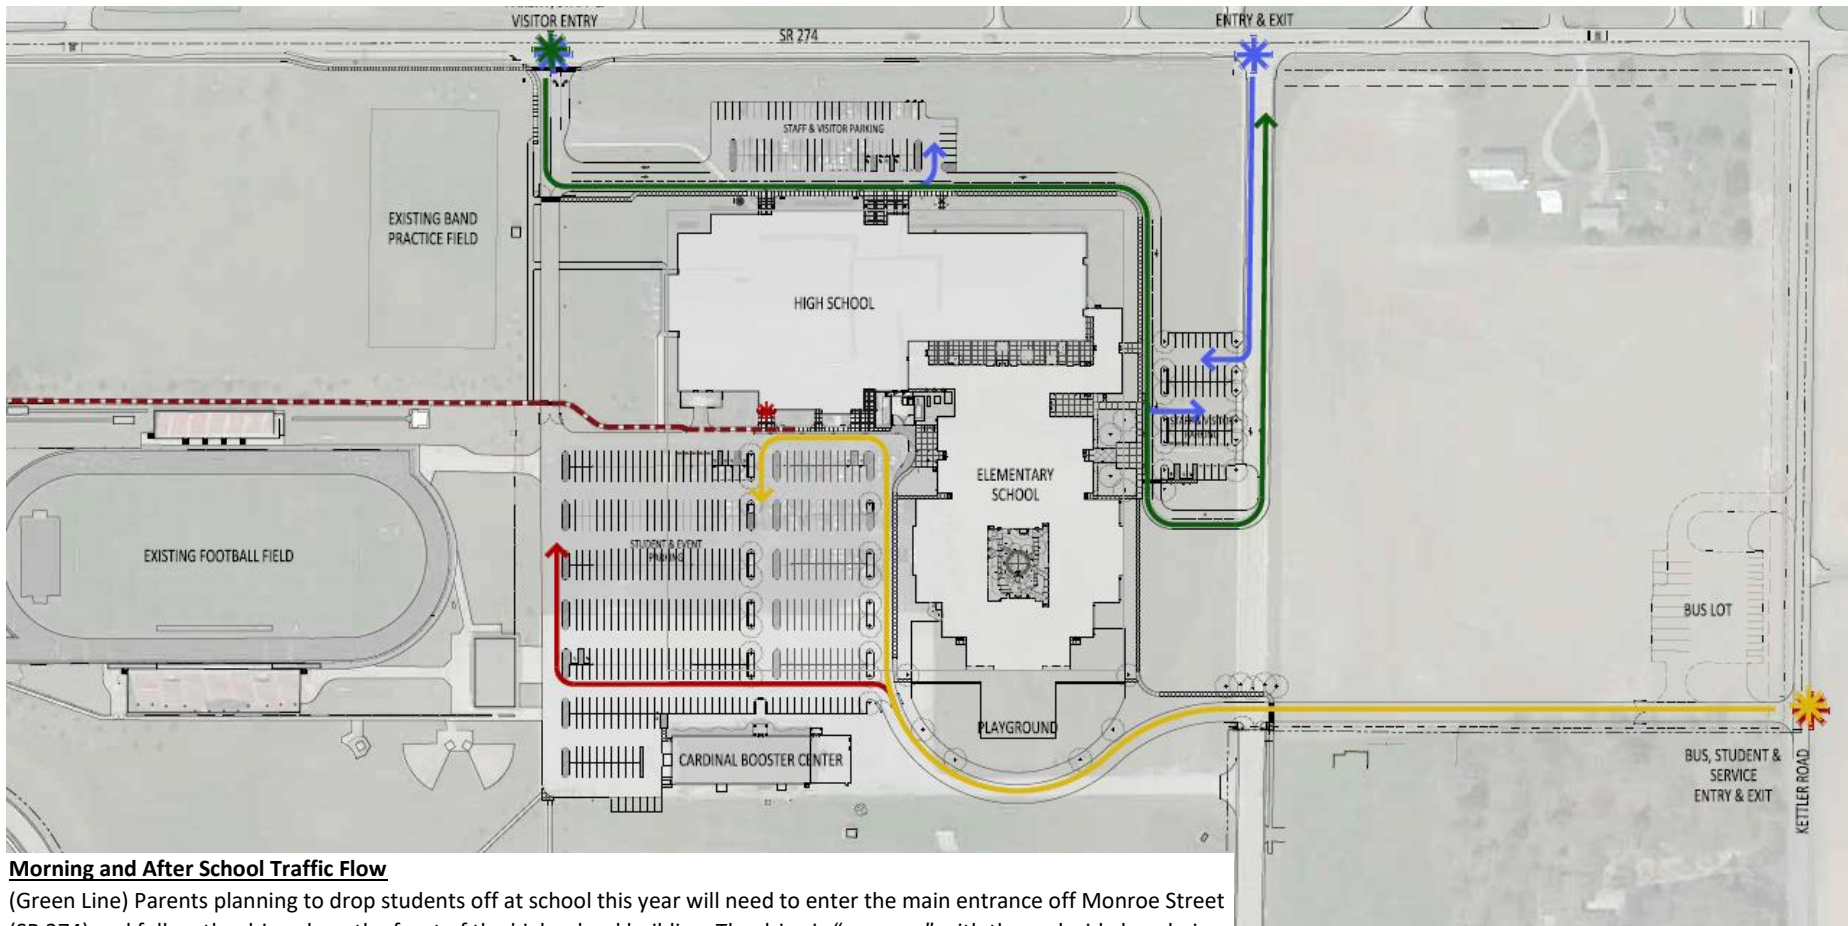 VISITOR ENTRY
ENTRY & EXIT
SR 274
STAFF & VISITOR PARKING
EXISTING BAND
PRACTICE FIELD
HIGH SCHOOL
STAFF & VISITOR
PARKING
ELEMENTARY
SCHOOL
EXISTING FOOTBALL FIELD
STUDENT & EVENT
PARKING
BUS LOT
PLAYGROUND
CARDINAL BOOSTER CENTER
BUS, STUDENT &
SERVICE
ENTRY & EXIT
KETTLER ROAD
Morning and After School Traffic Flow
(Green Line) Parents planning to drop students off at school this year will need to enter the main entrance off Monroe Street